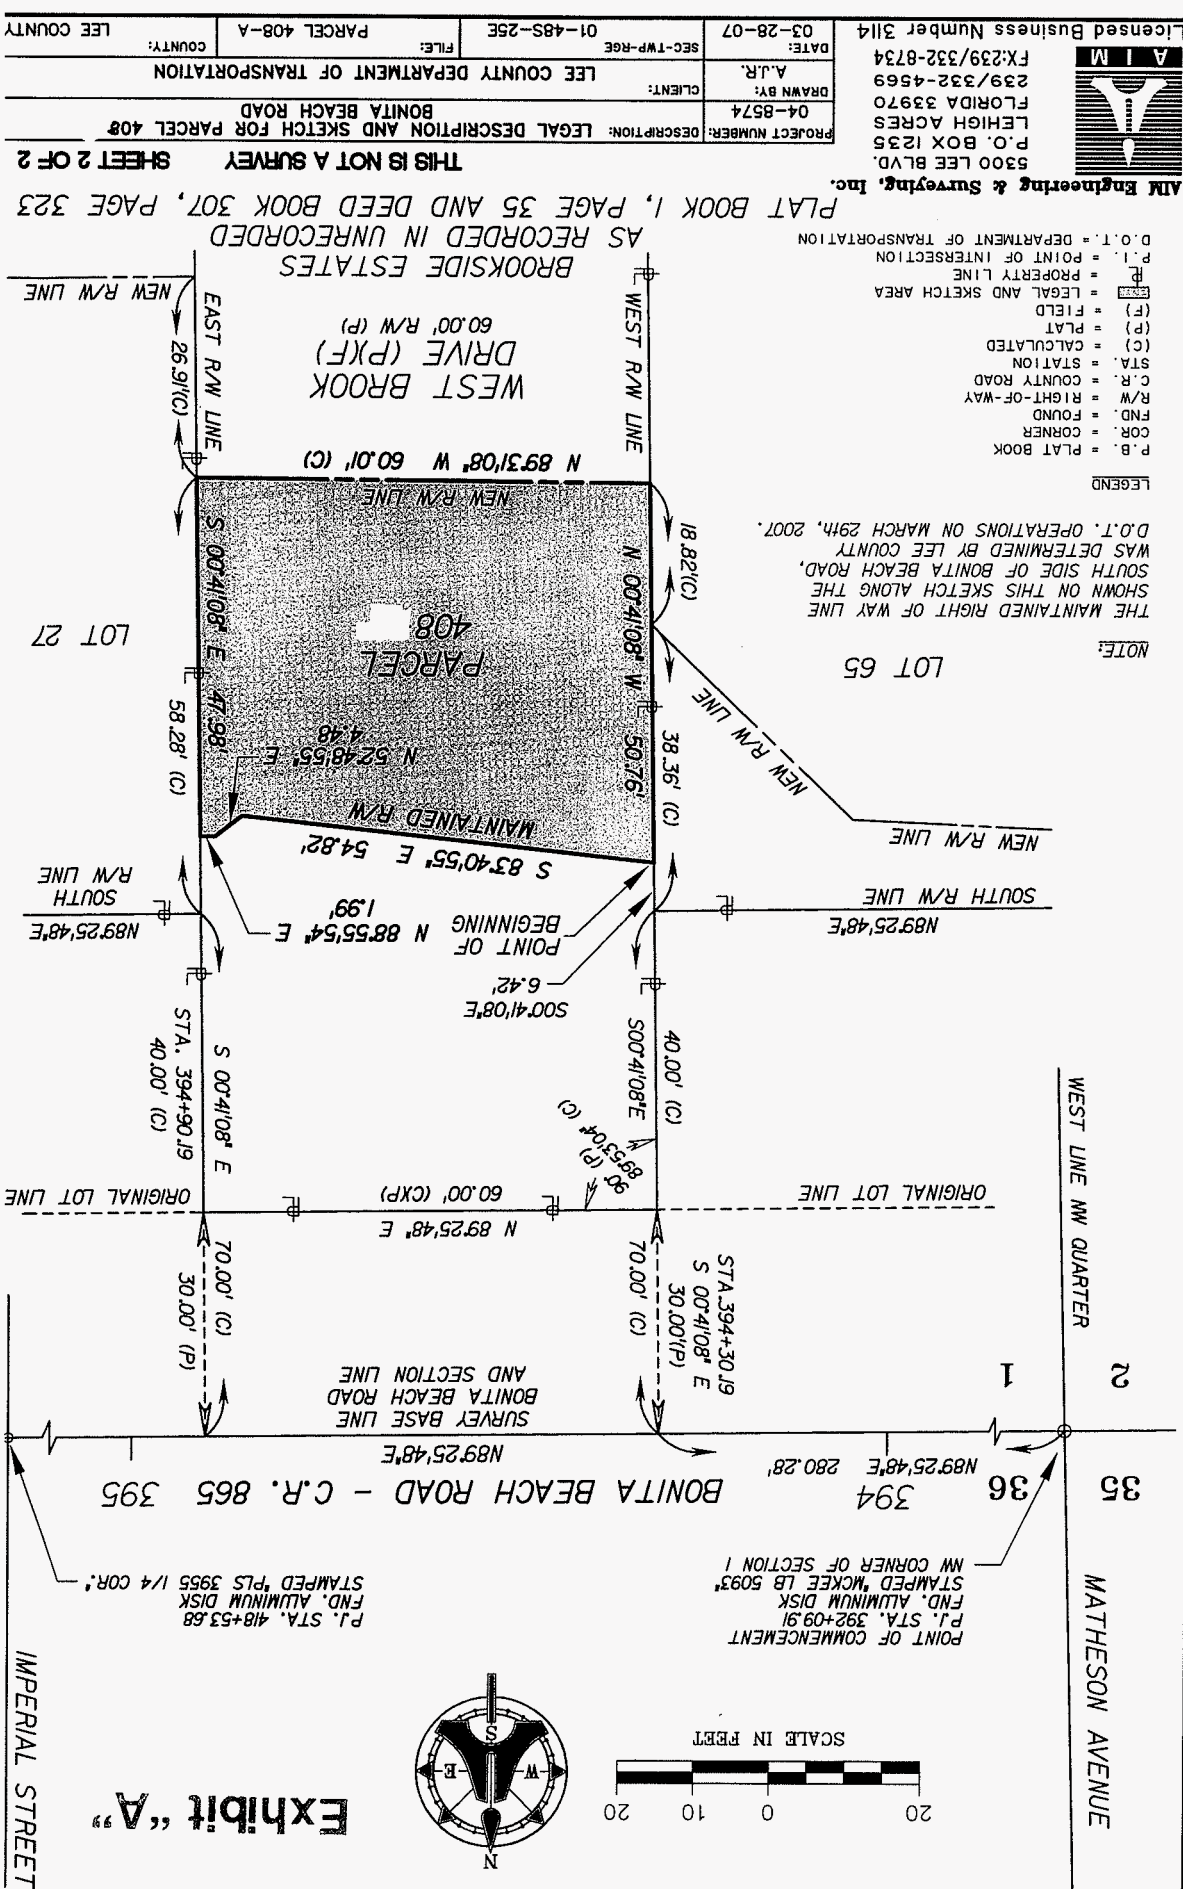 Exhibit "A"
IMPERIAL STREET
MATHESON AVENUE
N
W
E
S
20
0
10
20
SCALE IN FEET
POINT OF COMMENCEMENT
P.I. STA. 392+09.91
FND. ALUMINUM DISK
STAMPED "MCKEE LB 5093"
NW CORNER OF SECTION 1
P.I. STA. 418+53.68
FND. ALUMINUM DISK
STAMPED "PLS 3955 1/4 COR."
35
36
394
BONITA BEACH ROAD - C.R. 865
395
N89°25'48"E 280.28'
N89°25'48"E
2
1
SURVEY BASE LINE
BONITA BEACH ROAD
AND SECTION LINE
WEST LINE NW QUARTER
STA.394+30.19
S 00°41'08" E
30.00'(P)
70.00' (C)
70.00' (C)
30.00' (P)
ORIGINAL LOT LINE
N 89°25'48" E
60.00' (C)(P)
ORIGINAL LOT LINE
90° (P)
89°53'04" (C)
40.00' (C)
S00°41'08"E
S 00°41'08" E
STA. 394+90.19
40.00' (C)
S00°41'08"E
6.42'
POINT OF
BEGINNING
N89°25'48"E
SOUTH R/W LINE
N89°25'48"E
SOUTH
R/W LINE
N 88°55'54" E
1.99'
S 83°40'55" E 54.82'
MAINTAINED R/W
N 52°48'55" E
4.48
NEW R/W LINE
NEW R/W LINE
38.36' (C)
18.82'(C)
N 00°41'08" W 50.76'
PARCEL
408
S 00°41'08" E 47.98'
58.28' (C)
LOT 65
LOT 27
NEW R/W LINE
N 89°31'08" W 60.01' (C)
WEST R/W LINE
EAST R/W LINE
26.91'(C)
NEW R/W LINE
WEST BROOK
DRIVE (P)(F)
60.00' R/W (P)
BROOKSIDE ESTATES
AS RECORDED IN UNRECORDED
PLAT BOOK 1, PAGE 35 AND DEED BOOK 307, PAGE 323
NOTE:
THE MAINTAINED RIGHT OF WAY LINE
SHOWN ON THIS SKETCH ALONG THE
SOUTH SIDE OF BONITA BEACH ROAD,
WAS DETERMINED BY LEE COUNTY
D.O.T. OPERATIONS ON MARCH 29th, 2007.
LEGEND
P.B. = PLAT BOOK
COR. = CORNER
FND. = FOUND
R/W = RIGHT-OF-WAY
C.R. = COUNTY ROAD
STA. = STATION
(C) = CALCULATED
(P) = PLAT
(F) = FIELD
= LEGAL AND SKETCH AREA
PL = PROPERTY LINE
P.I. = POINT OF INTERSECTION
D.O.T. = DEPARTMENT OF TRANSPORTATION
AIM Engineering & Surveying, Inc.
5300 LEE BLVD.
P.O. BOX 1235
LEHIGH ACRES
FLORIDA 33970
239/332-4569
FX:239/332-8734
AIM
Licensed Business Number 3114
THIS IS NOT A SURVEY SHEET 2 OF 2
PROJECT NUMBER:
04-8574
DESCRIPTION: LEGAL DESCRIPTION AND SKETCH FOR PARCEL 408
BONITA BEACH ROAD
DRAWN BY:
A.J.R.
CLIENT:
LEE COUNTY DEPARTMENT OF TRANSPORTATION
DATE:
03-28-07
SEC-TWP-RGE
01-48S-25E
FILE:
PARCEL 408-A
COUNTY:
LEE COUNTY